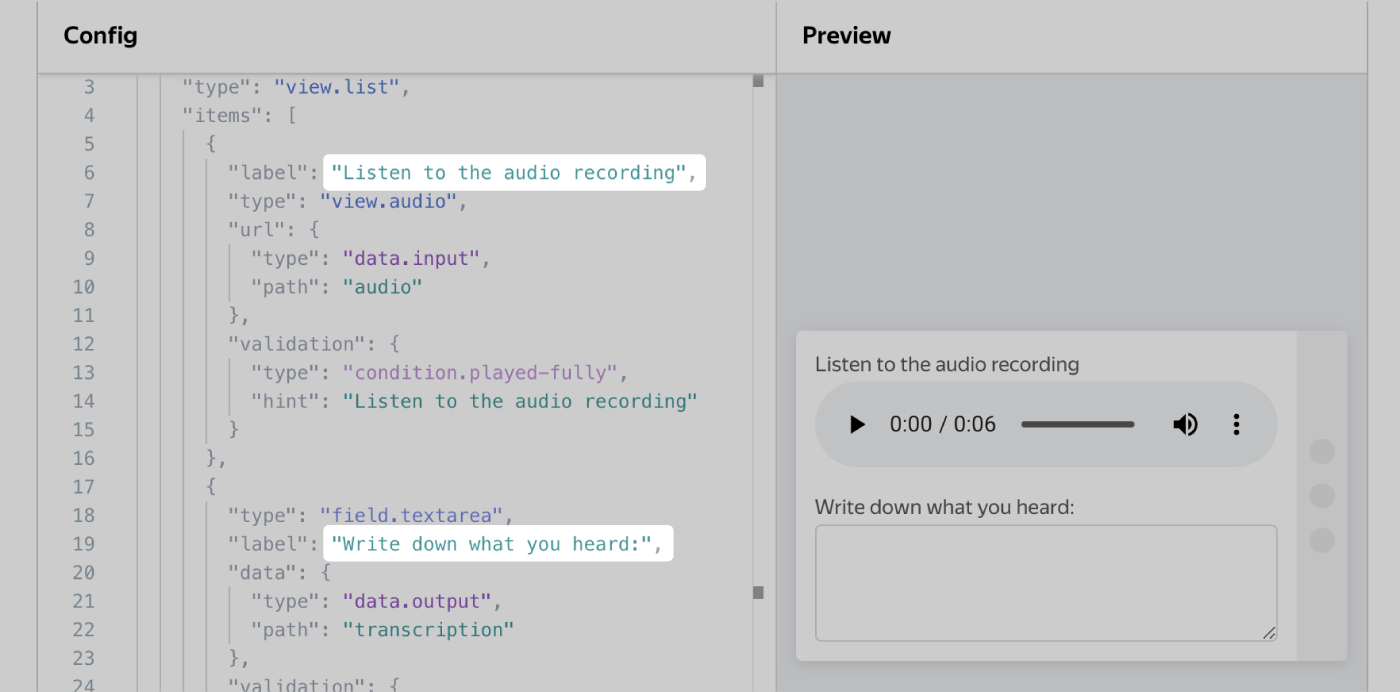 Config
3 "type": "view.list",
4 "items": [
5 {
6 "label": "Listen to the audio recording",
7 "type": "view.audio",
8 "url": {
9 "type": "data.input",
10 "path": "audio"
11 },
12 "validation": {
13 "type": "condition.played-fully",
14 "hint": "Listen to the audio recording"
15 }
16 },
17 {
18 "type": "field.textarea",
19 "label": "Write down what you heard:",
20 "data": {
21 "type": "data.output",
22 "path": "transcription"
23 },
24 "validation": {
Preview
Listen to the audio recording
0:00 / 0:06
Write down what you heard: